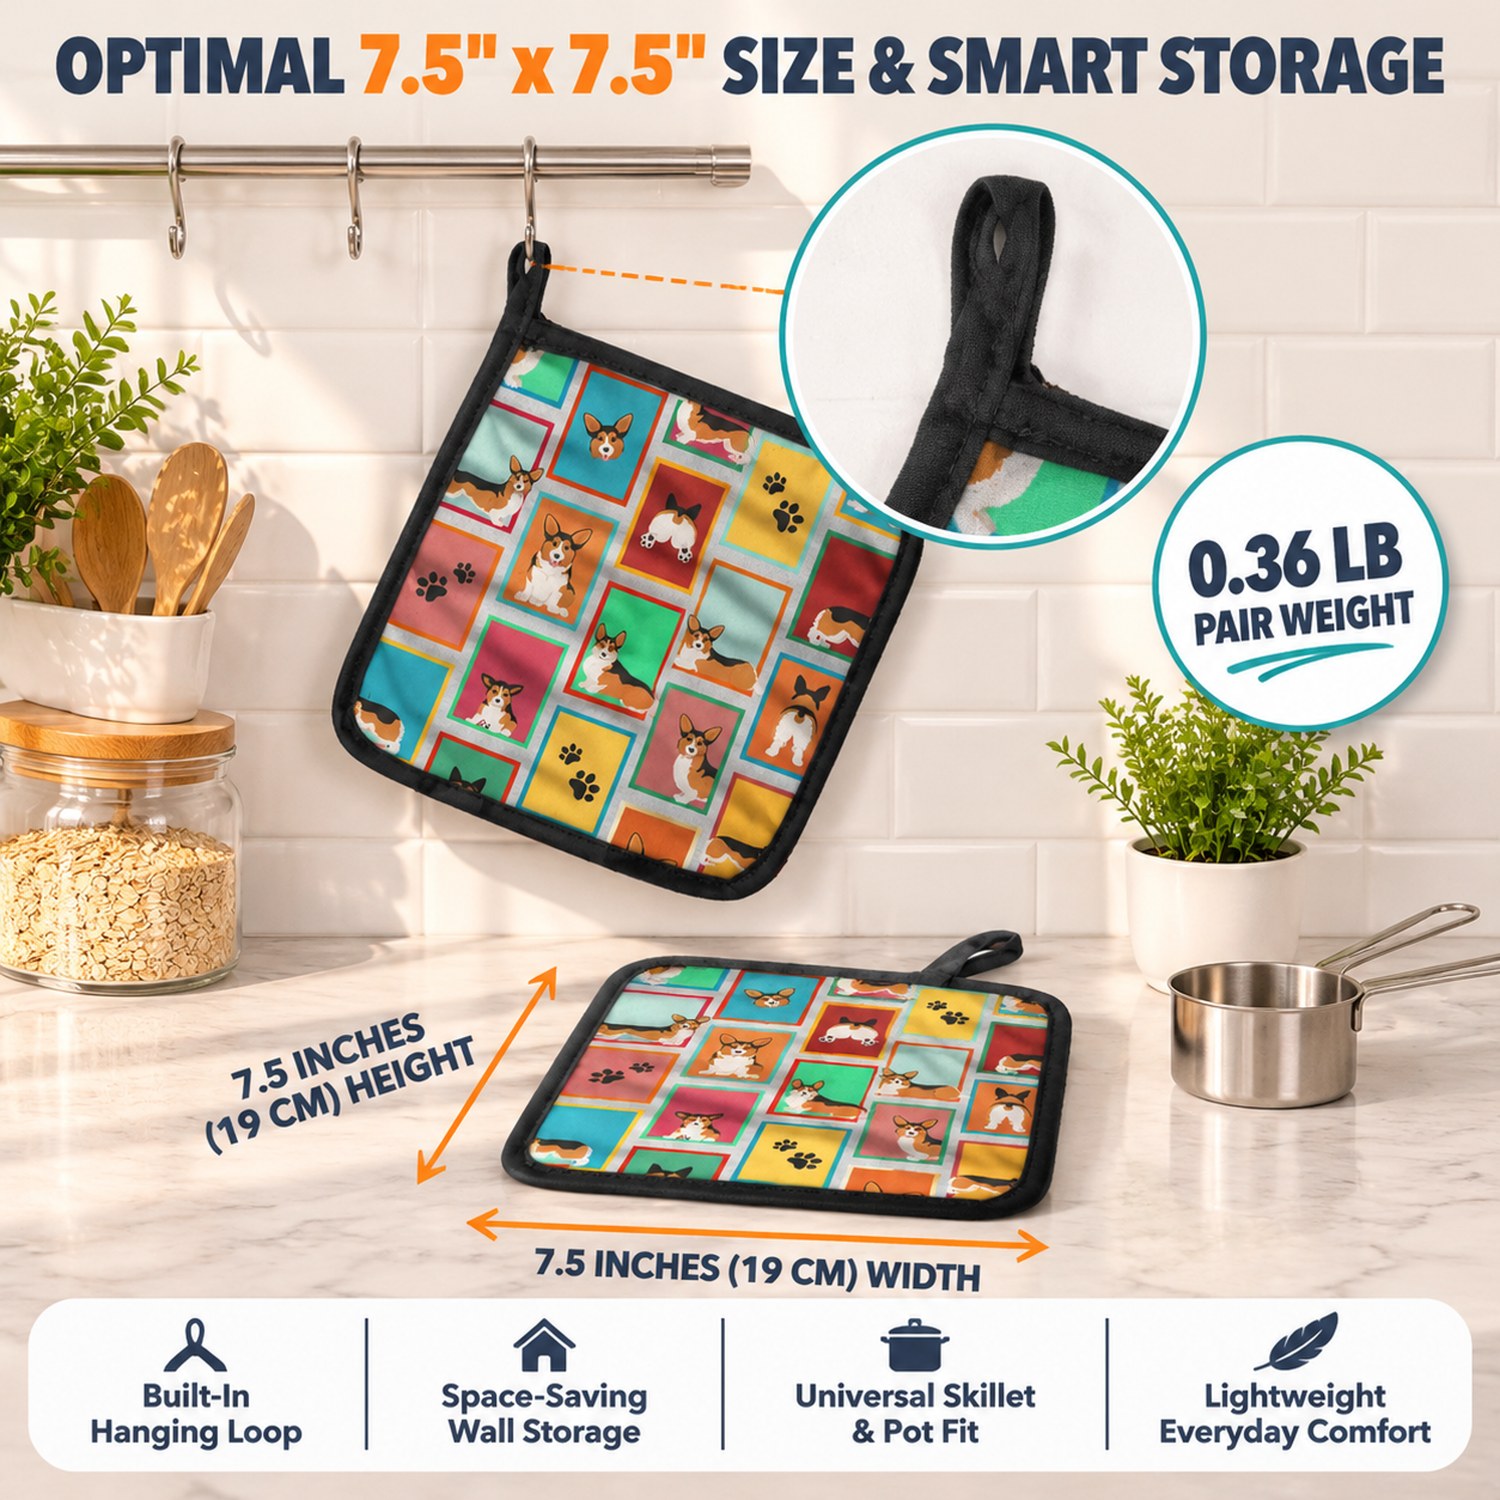 OPTIMAL 7.5" x 7.5" SIZE & SMART STORAGE
0.36 LB
PAIR WEIGHT
7.5 INCHES
(19 CM) HEIGHT
7.5 INCHES (19 CM) WIDTH
Built-In
Hanging Loop
Space-Saving
Wall Storage
Universal Skillet
& Pot Fit
Lightweight
Everyday Comfort